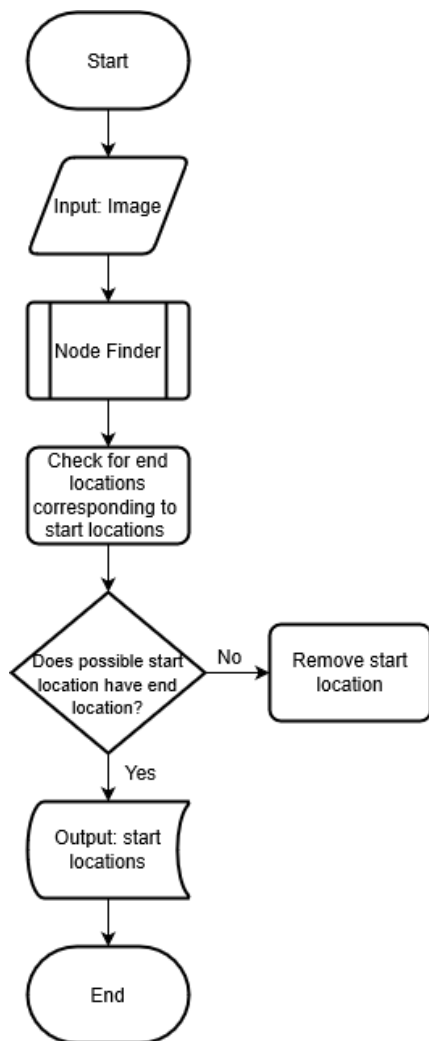 Start
Input: Image
Node Finder
Check for end
locations
corresponding to
start locations
Does possible start
location have end
location?
No
Remove start
location
Yes
Output: start
locations
End